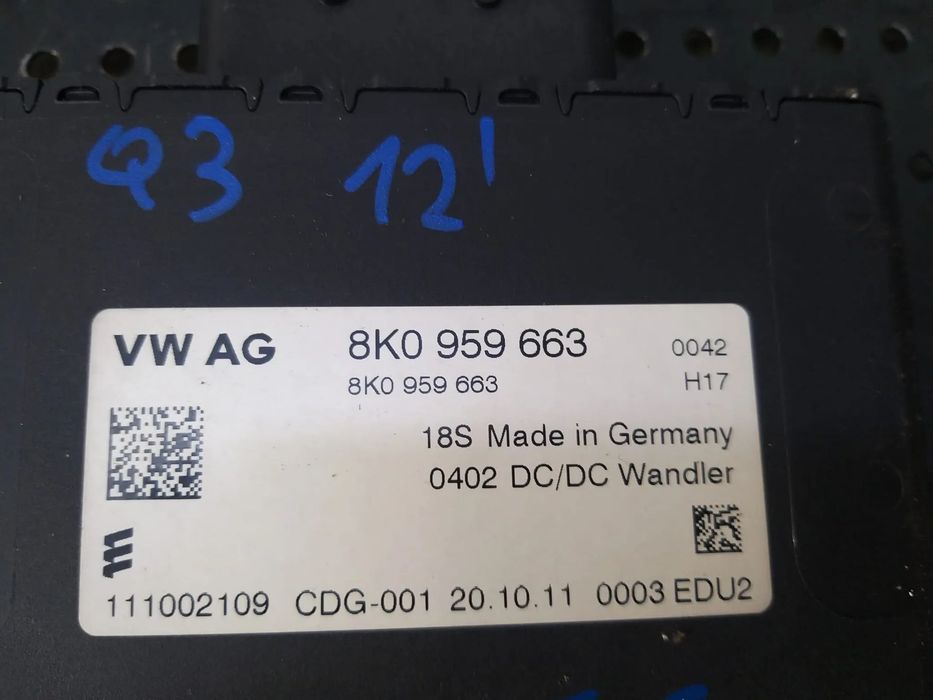 Q3 12'
VW AG 8K0 959 663 0042
8K0 959 663 H17
18S Made in Germany
0402 DC/DC Wandler
111002109 CDG-001 20.10.11 0003 EDU2